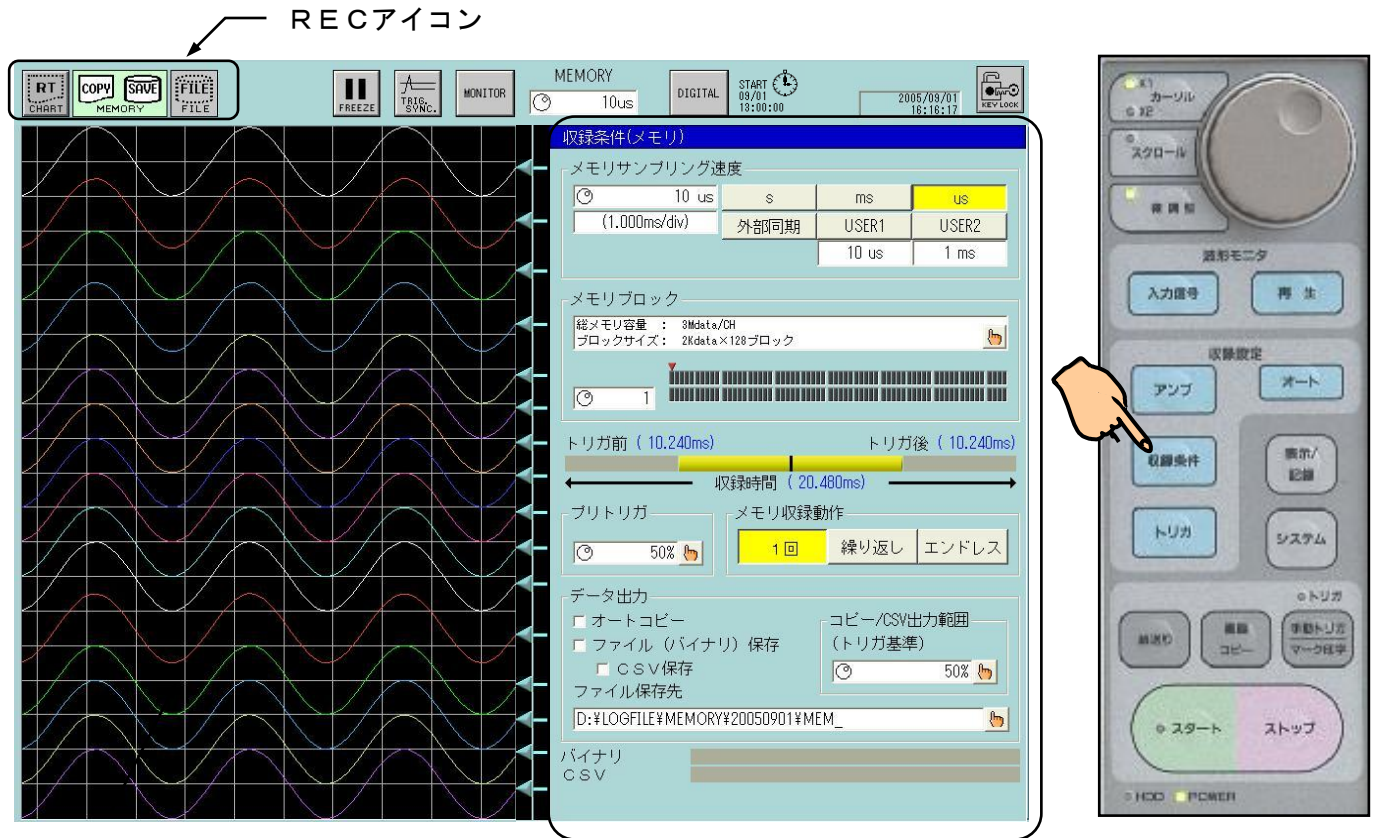 RECアイコン
RT
CHART
COPY SAVE
MEMORY
FILE
FILE
FREEZE
TRIG.
SYNC.
MONITOR
MEMORY
10us
DIGITAL
START
09/01
13:00:00
2005/09/01
16:16:17
KEY LOCK
収録条件(メモリ)
メモリサンプリング速度
10 us
s
ms
us
(1.000ms/div)
外部同期
USER1
USER2
10 us
1 ms
メモリブロック
総メモリ容量 : 3Mdata/CH
ブロックサイズ: 2Kdata×128ブロック
1
トリガ前 ( 10.240ms)
トリガ後 ( 10.240ms)
収録時間 ( 20.480ms)
プリトリガ
メモリ収録動作
50%
1回
繰り返し
エンドレス
データ出力
オートコピー
コピー/CSV出力範囲
ファイル (バイナリ) 保存
(トリガ基準)
CSV保存
50%
ファイル保存先
D:¥LOGFILE¥MEMORY¥20050901¥MEM_
バイナリ
CSV
X1
カーソル
X2
スクロール
微調整
波形モニタ
入力信号
再 生
収録設定
アンプ
オート
収録条件
表示/
記録
トリガ
システム
トリガ
紙送り
画面
コピー
手動トリガ
マーク印字
スタート
ストップ
HDD
POWER